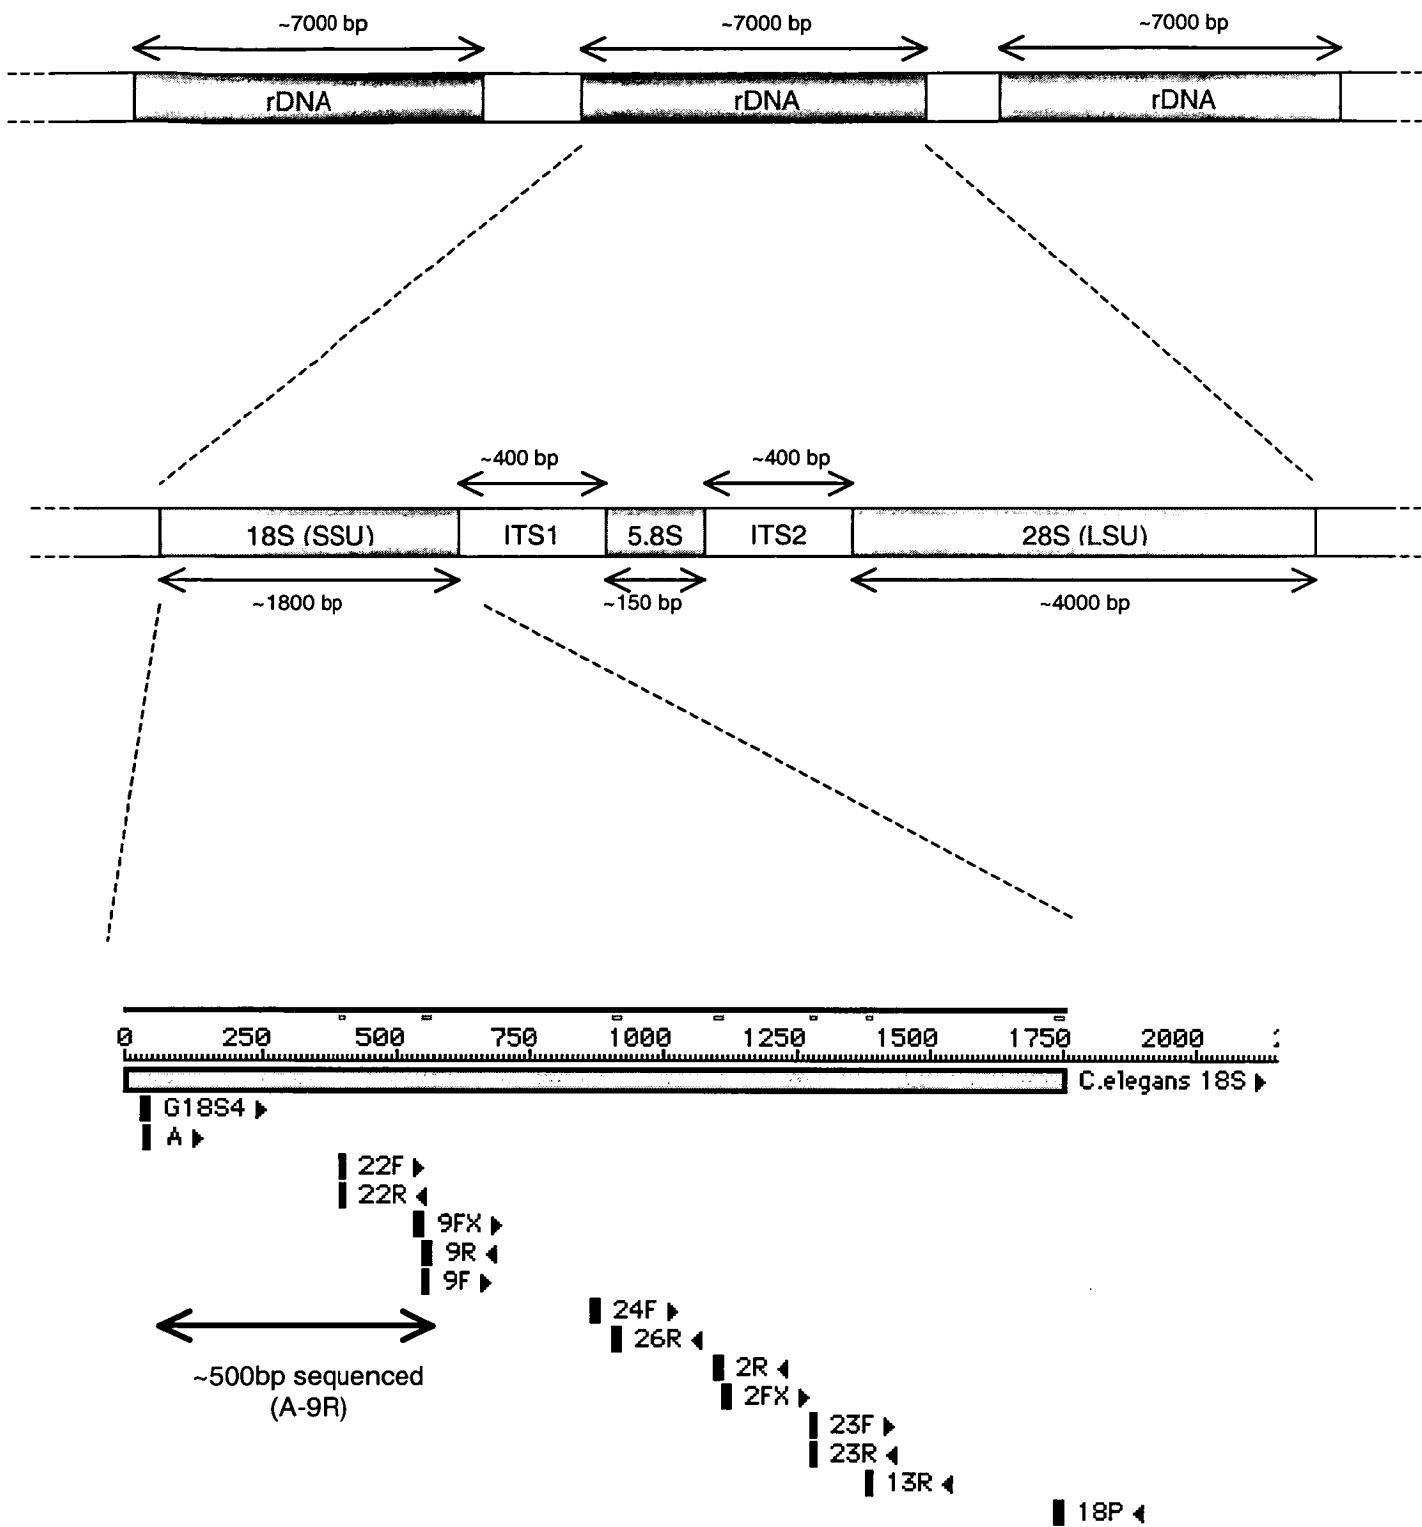 ~7000 bp ~7000 bp ~7000 bp
rDNA rDNA rDNA
~400 bp ~400 bp
18S (SSU) ITS1 5.8S ITS2 28S (LSU)
~1800 bp ~150 bp ~4000 bp
0 250 500 750 1000 1250 1500 1750 2000
C.elegans 18S
G18S4
A
22F
22R
9FX
9R
9F
24F
26R
~500bp sequenced
(A-9R)
2R
2FX
23F
23R
13R
18P